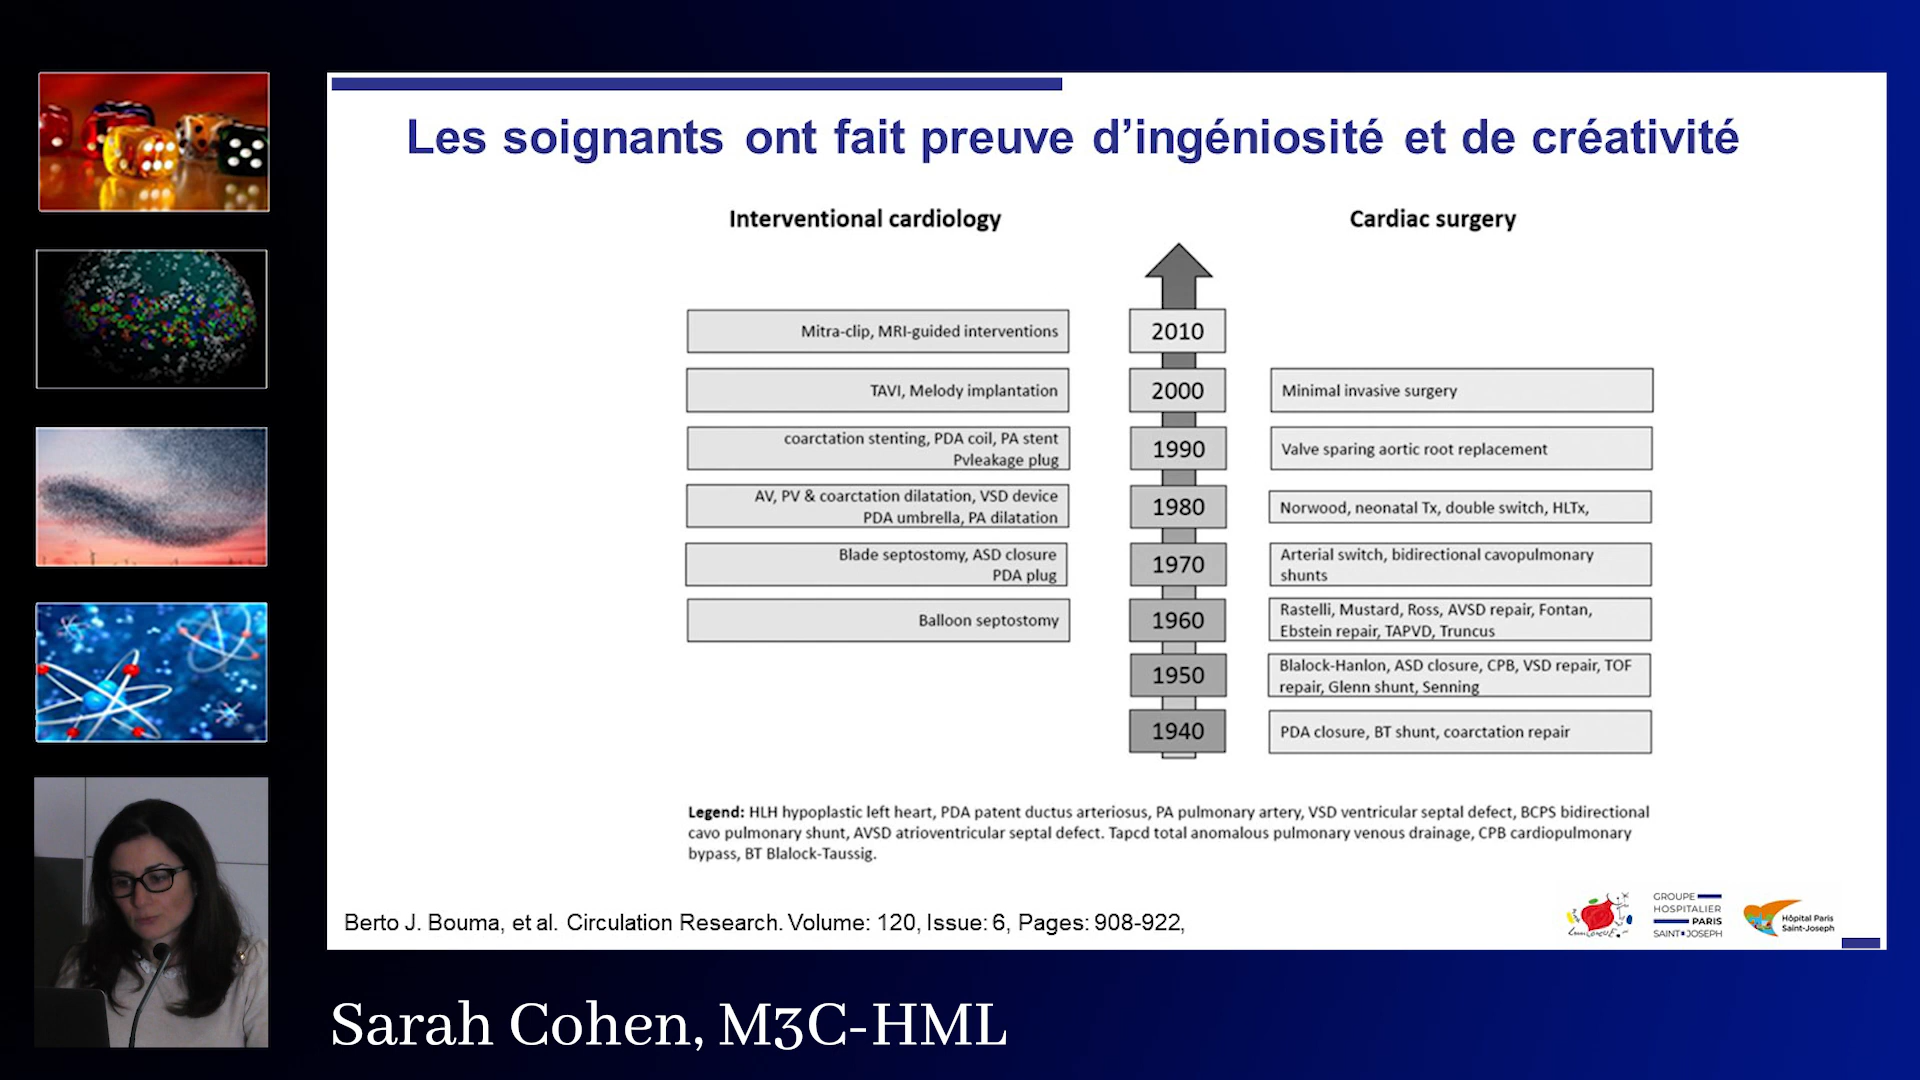 Les soignants ont fait preuve d’ingéniosité et de créativité
Interventional cardiology
Cardiac surgery
Mitra-clip, MRI-guided interventions
2010
TAVI, Melody implantation
2000
Minimal invasive surgery
coarctation stenting, PDA coil, PA stent
Pvleakage plug
1990
Valve sparing aortic root replacement
AV, PV & coarctation dilatation, VSD device
PDA umbrella, PA dilatation
1980
Norwood, neonatal Tx, double switch, HLTx,
Blade septostomy, ASD closure
PDA plug
1970
Arterial switch, bidirectional cavopulmonary
shunts
Balloon septostomy
1960
Rastelli, Mustard, Ross, AVSD repair, Fontan,
Ebstein repair, TAPVD, Truncus
1950
Blalock-Hanlon, ASD closure, CPB, VSD repair, TOF
repair, Glenn shunt, Senning
1940
PDA closure, BT shunt, coarctation repair
Legend: HLH hypoplastic left heart, PDA patent ductus arteriosus, PA pulmonary artery, VSD ventricular septal defect, BCPS bidirectional
cavo pulmonary shunt, AVSD atrioventricular septal defect. Tapcd total anomalous pulmonary venous drainage, CPB cardiopulmonary
bypass, BT Blalock-Taussig.
Berto J. Bouma, et al. Circulation Research. Volume: 120, Issue: 6, Pages: 908-922,
GROUPE
HOSPITALIER
PARIS
SAINT JOSEPH
Hôpital Paris
Saint-Joseph
Sarah Cohen, M3C-HML